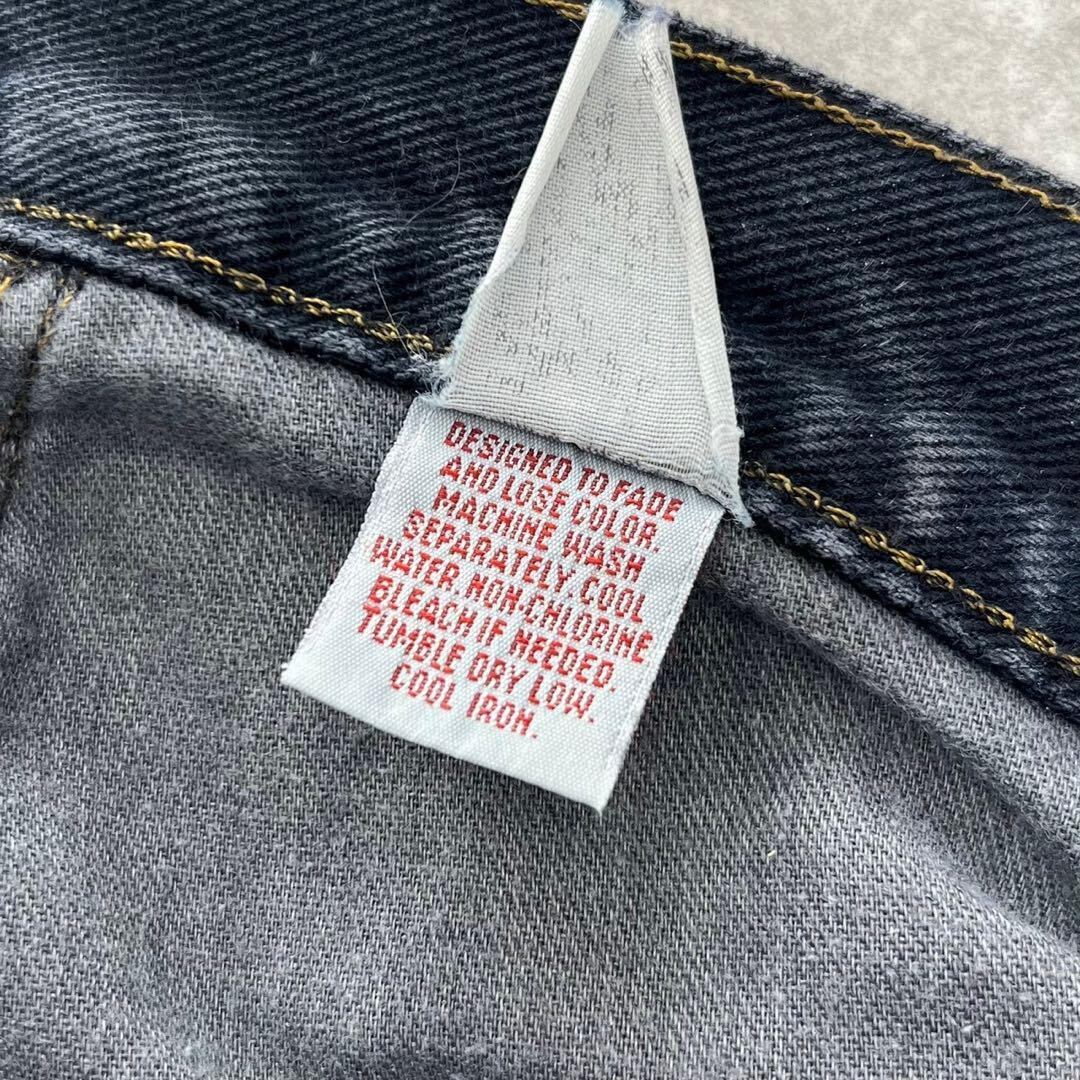 DESIGNED TO FADE
AND LOSE COLOR.
MACHINE WASH
SEPARATELY, COOL
WATER, NON-CHLORINE
BLEACH IF NEEDED.
TUMBLE DRY LOW.
COOL IRON.